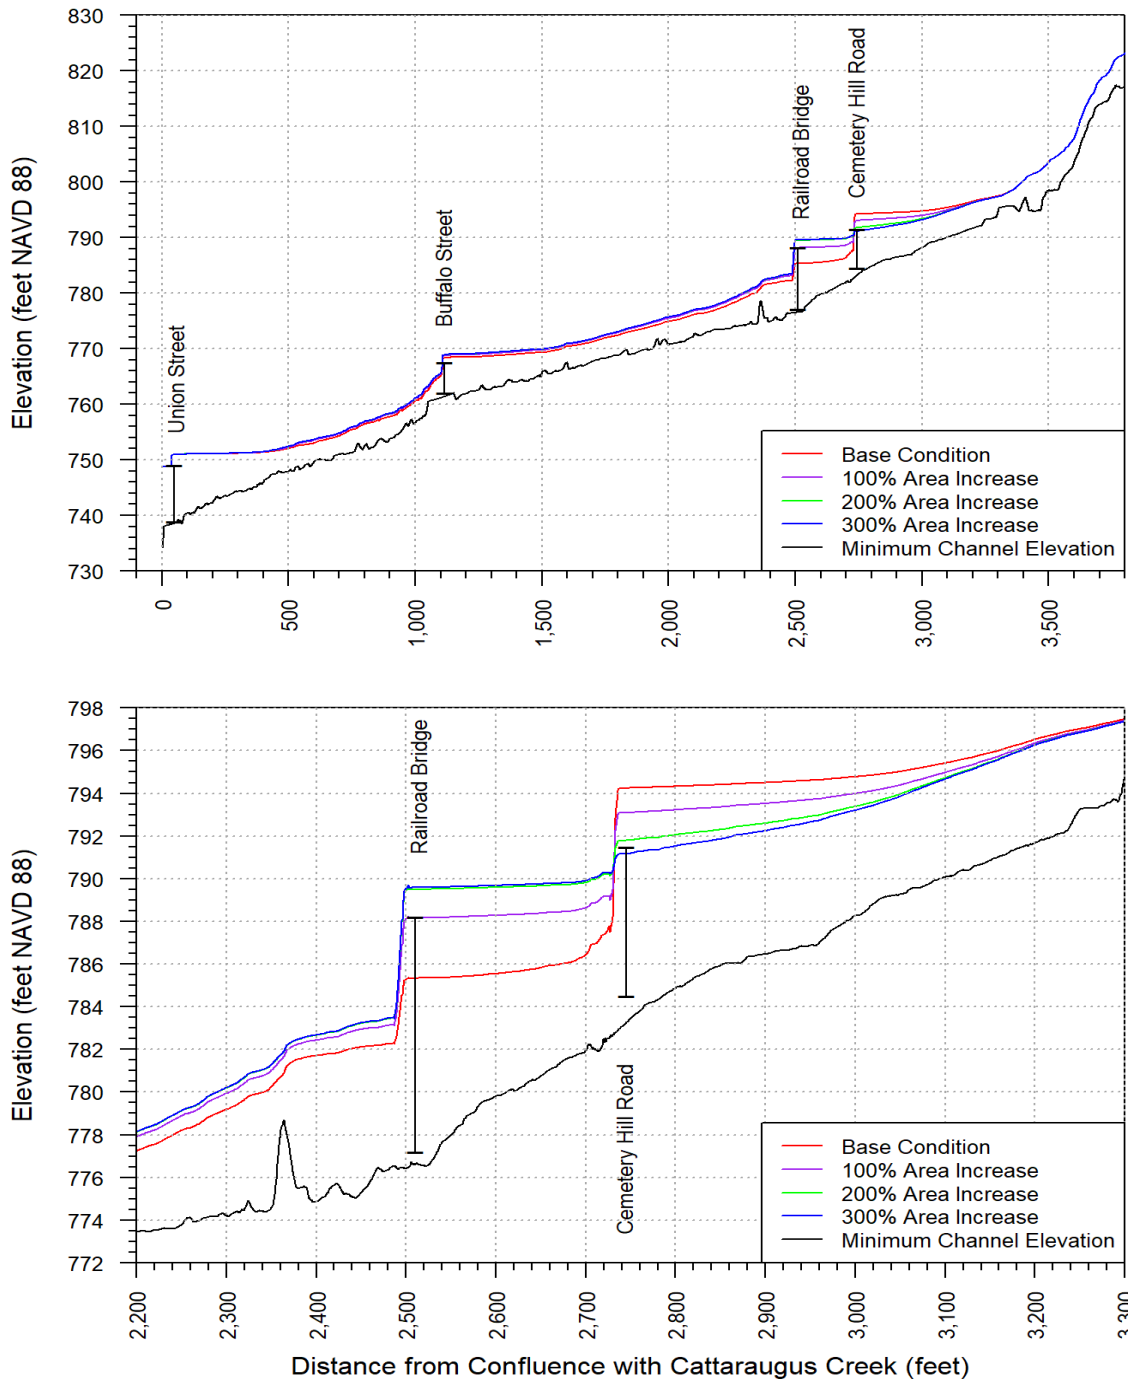 830
820
810
800
790
780
770
760
750
740
730
Elevation (feet NAVD 88)
Union Street
Buffalo Street
Railroad Bridge
Cemetery Hill Road
Base Condition
100% Area Increase
200% Area Increase
300% Area Increase
Minimum Channel Elevation
0
500
1,000
1,500
2,000
2,500
3,000
3,500
798
796
794
792
790
788
786
784
782
780
778
776
774
772
Elevation (feet NAVD 88)
Railroad Bridge
Cemetery Hill Road
Base Condition
100% Area Increase
200% Area Increase
300% Area Increase
Minimum Channel Elevation
2,200
2,300
2,400
2,500
2,600
2,700
2,800
2,900
3,000
3,100
3,200
3,300
Distance from Confluence with Cattaraugus Creek (feet)